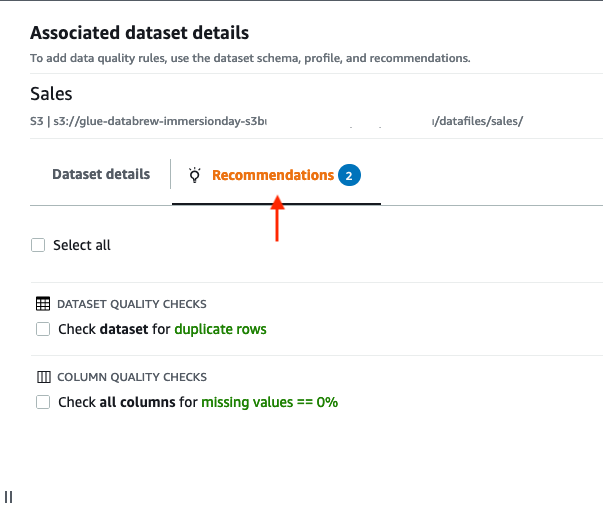 Associated dataset details
To add data quality rules, use the dataset schema, profile, and recommendations.
Sales
S3 | s3://glue-databrew-immersionday-s3b /datafiles/sales/
Dataset details
Recommendations 2
Select all
DATASET QUALITY CHECKS
Check dataset for duplicate rows
COLUMN QUALITY CHECKS
Check all columns for missing values == 0%